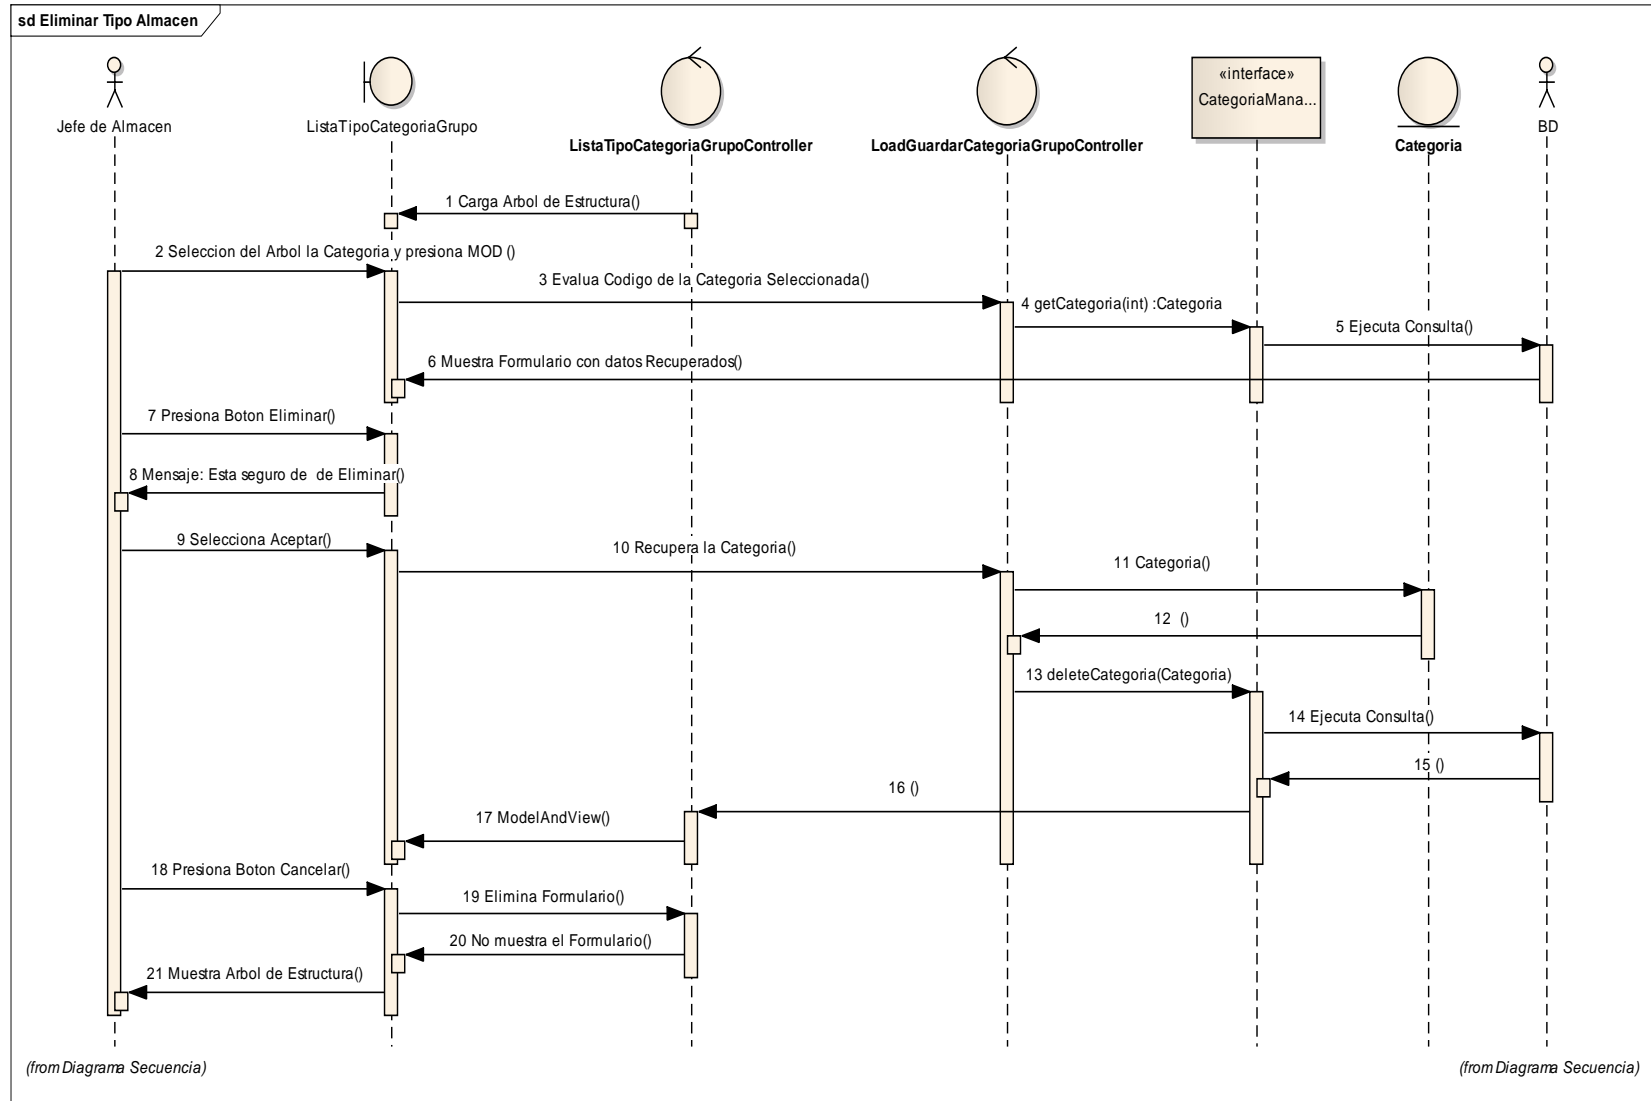 sd Eliminar Tipo Almacen
Jefe de Almacen
ListaTipoCategoriaGrupo
ListaTipoCategoriaGrupoController
LoadGuardarCategoriaGrupoController
«interface»
CategoriaMana...
Categoria
BD
1 Carga Arbol de Estructura()
2 Seleccion del Arbol la Categoria y presiona MOD ()
3 Evalua Codigo de la Categoria Seleccionada()
4 getCategoria(int) :Categoria
5 Ejecuta Consulta()
6 Muestra Formulario con datos Recuperados()
7 Presiona Boton Eliminar()
8 Mensaje: Esta seguro de  de Eliminar()
9 Selecciona Aceptar()
10 Recupera la Categoria()
11 Categoria()
12  ()
13 deleteCategoria(Categoria)
14 Ejecuta Consulta()
15 ()
16 ()
17 ModelAndView()
18 Presiona Boton Cancelar()
19 Elimina Formulario()
20 No muestra el Formulario()
21 Muestra Arbol de Estructura()
(from Diagrama Secuencia)
(from Diagrama Secuencia)